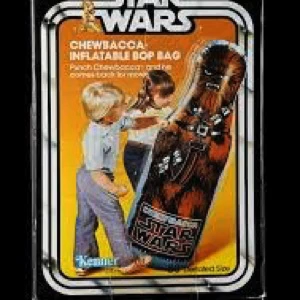 STAR
WARS
CHEWBACCA
INFLATABLE BOP BAG
Punch Chewbacca and he
comes back for more!
CHEWBACCA
STAR
WARS
Kenner
Inflated Size